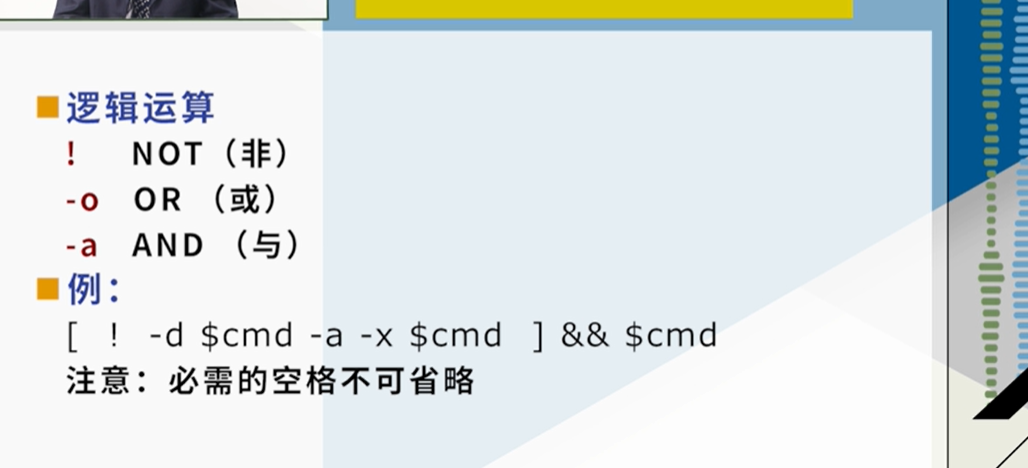 逻辑运算
! NOT（非）
-o OR （或）
-a AND （与）
例：
[ ! -d $cmd -a -x $cmd ] && $cmd
注意：必需的空格不可省略